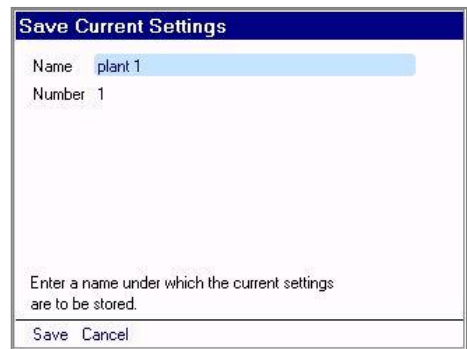 Save Current Settings
Name plant 1
Number 1
Enter a name under which the current settings
are to be stored.
Save Cancel